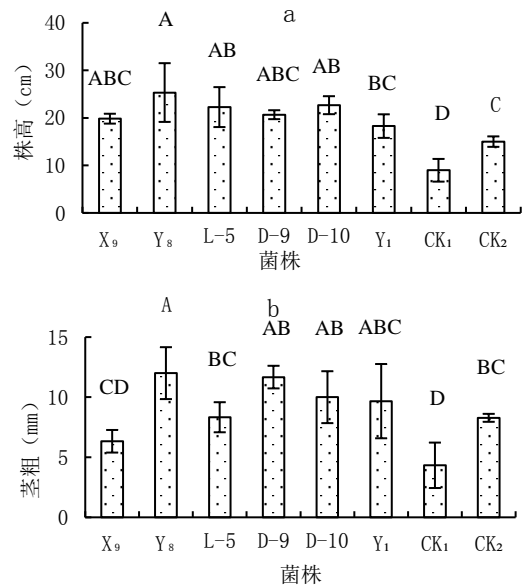 a
株高（cm）
40
30
20
10
0
ABC
A
AB
ABC
AB
BC
D
C
X₉ Y₈ L-5 D-9 D-10 Y₁ CK₁ CK₂
菌株
b
茎粗（mm）
15
10
5
0
CD
A
BC
AB
AB
ABC
D
BC
X₉ Y₈ L-5 D-9 D-10 Y₁ CK₁ CK₂
菌株